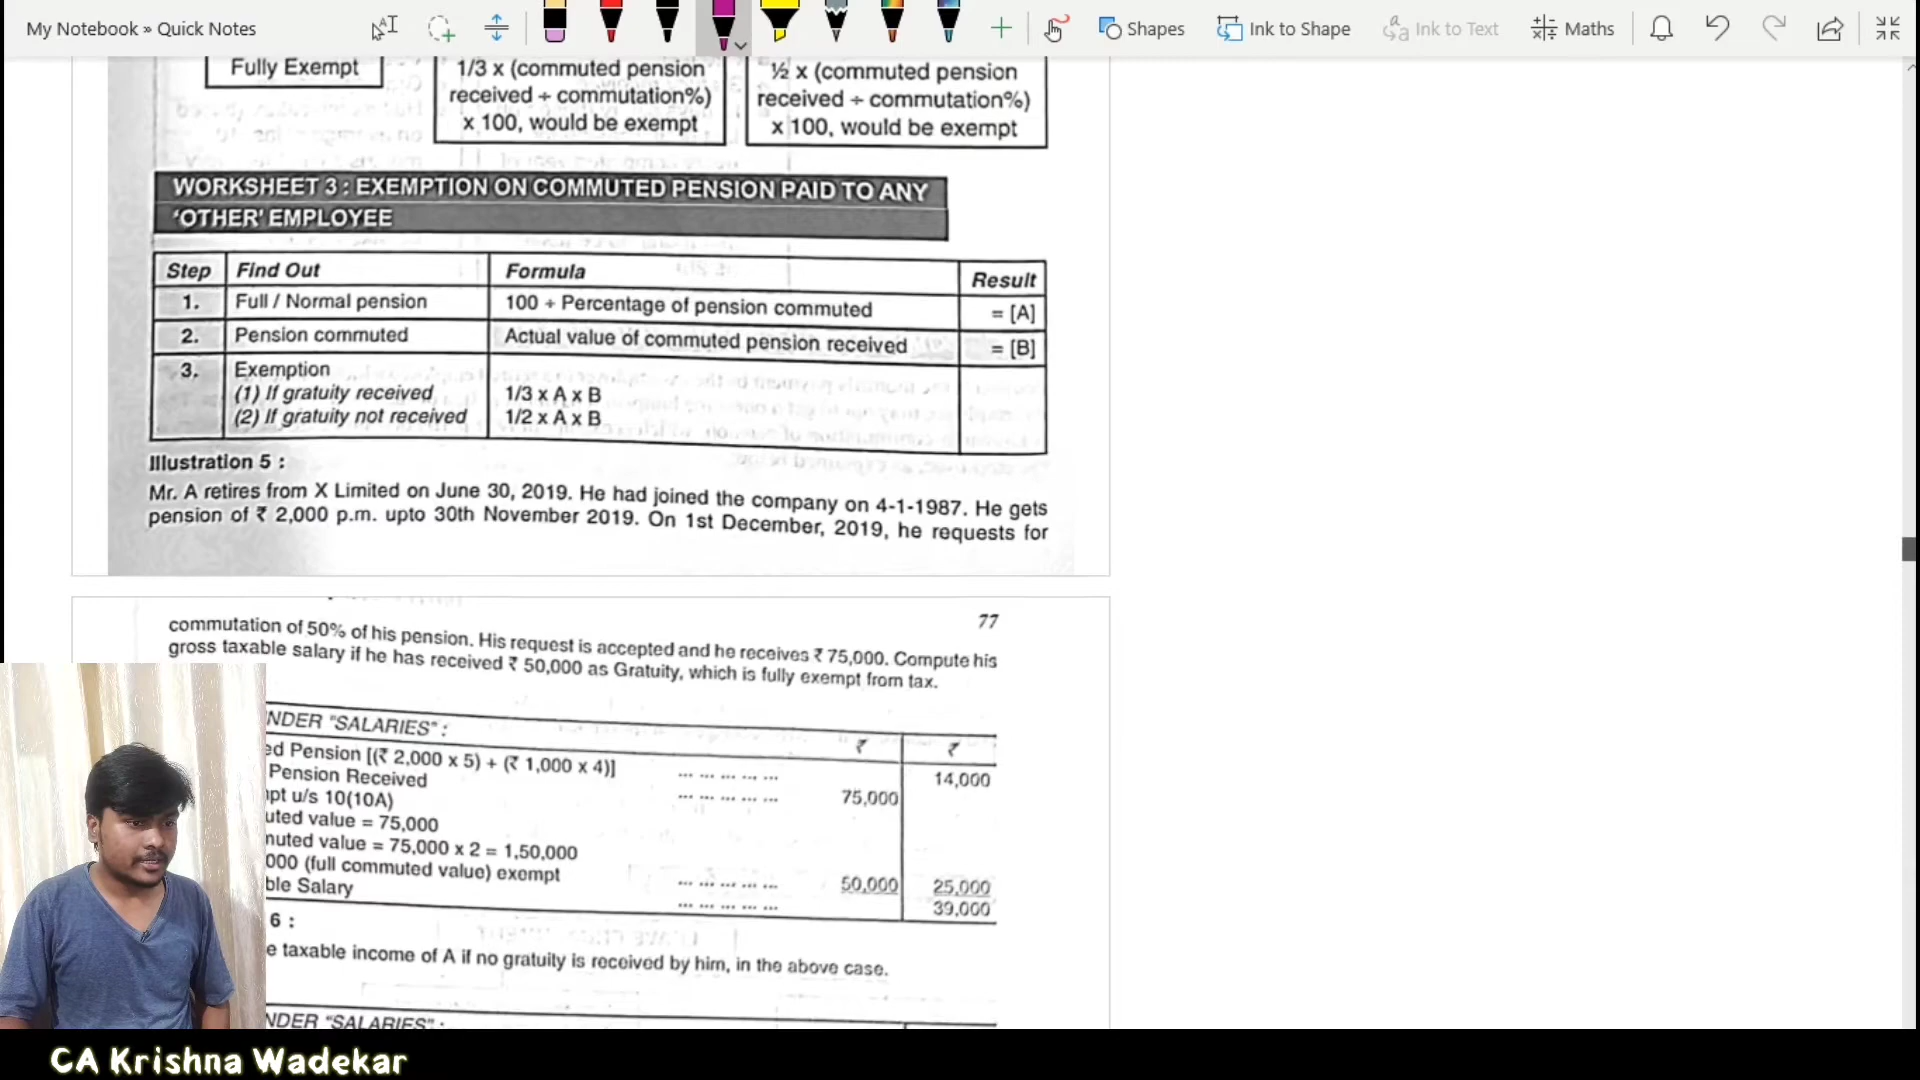 My Notebook » Quick Notes
Shapes
Ink to Shape
Ink to Text
Maths
Fully Exempt
1/3 x (commuted pension
received ÷ commutation%)
x 100, would be exempt
½ x (commuted pension
received ÷ commutation%)
x 100, would be exempt
WORKSHEET 3 : EXEMPTION ON COMMUTED PENSION PAID TO ANY
'OTHER' EMPLOYEE
Step Find Out Formula Result
1. Full / Normal pension 100 ÷ Percentage of pension commuted = [A]
2. Pension commuted Actual value of commuted pension received = [B]
3. Exemption
(1) If gratuity received 1/3 x A x B
(2) If gratuity not received 1/2 x A x B
Illustration 5 :
Mr. A retires from X Limited on June 30, 2019. He had joined the company on 4-1-1987. He gets
pension of ₹ 2,000 p.m. upto 30th November 2019. On 1st December, 2019, he requests for
77
commutation of 50% of his pension. His request is accepted and he receives ₹ 75,000. Compute his
gross taxable salary if he has received ₹ 50,000 as Gratuity, which is fully exempt from tax.
NDER "SALARIES" : ₹ ₹
ed Pension [(₹ 2,000 x 5) + (₹ 1,000 x 4)] ... ... ... ... ... 14,000
Pension Received ... ... ... ... ... 75,000
pt u/s 10(10A)
uted value = 75,000
nuted value = 75,000 x 2 = 1,50,000
000 (full commuted value) exempt ... ... ... ... ... 50,000 25,000
ble Salary ... ... ... ... ... 39,000
6 :
e taxable income of A if no gratuity is received by him, in the above case.
NDER "SALARIES" :
CA Krishna Wadekar